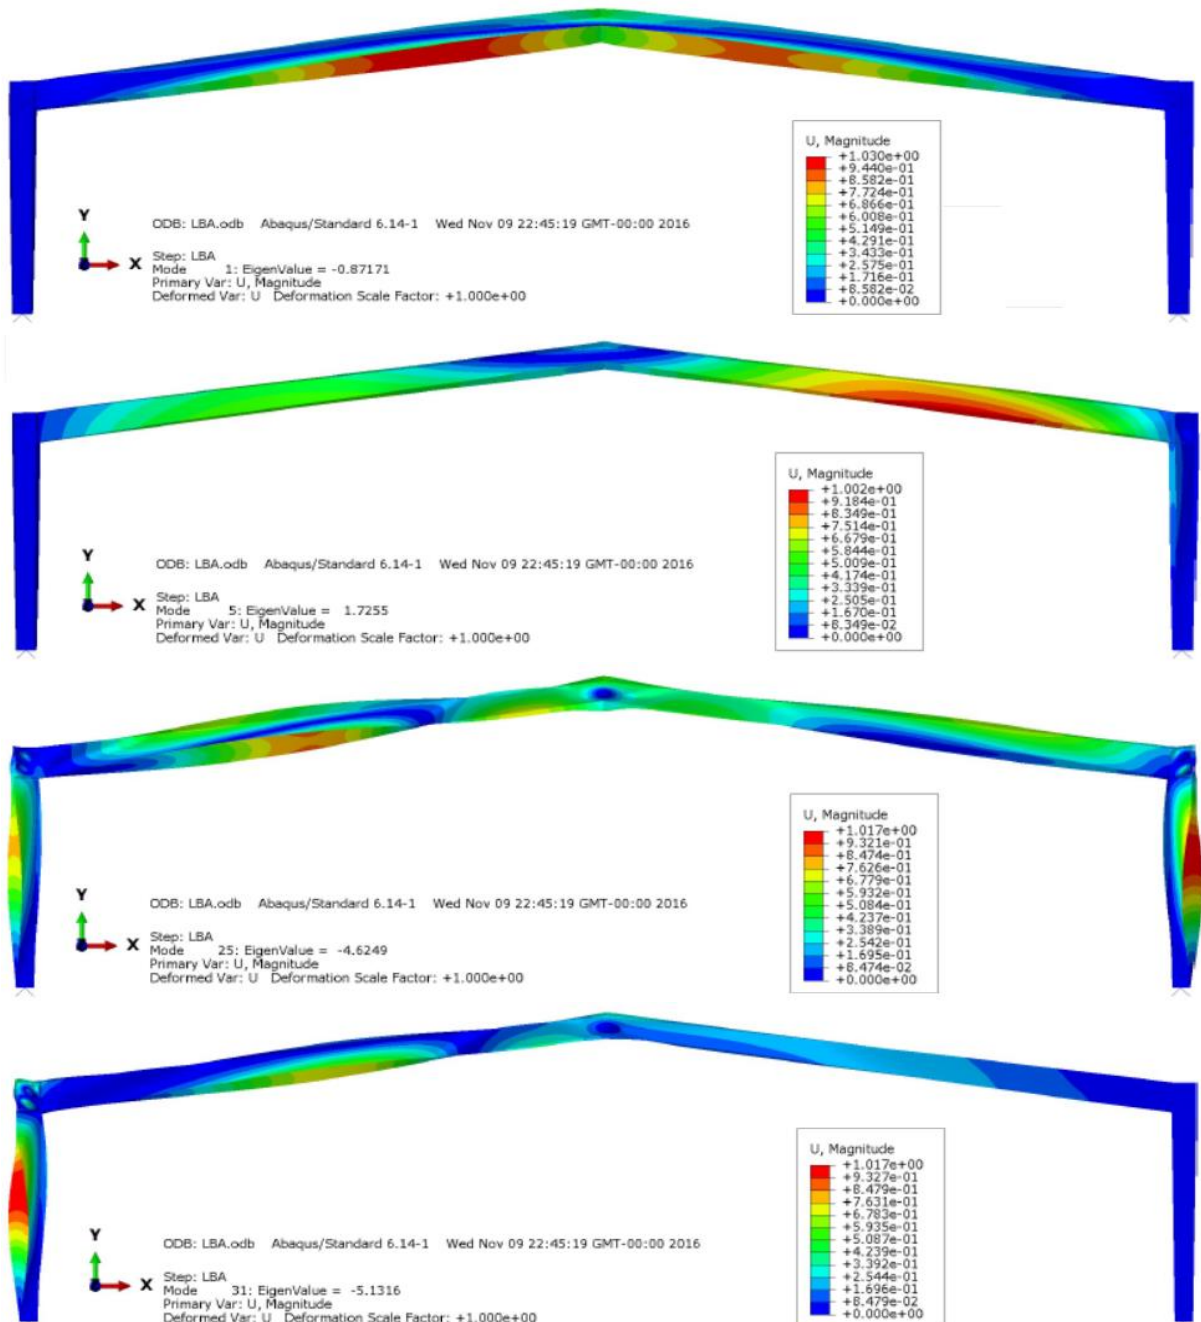 U, Magnitude
+1.030e+00
+9.440e-01
+8.582e-01
+7.724e-01
+6.866e-01
+6.008e-01
+5.149e-01
+4.291e-01
+3.433e-01
+2.575e-01
+1.716e-01
+8.582e-02
+0.000e+00
Y
X
ODB: LBA.odb Abaqus/Standard 6.14-1 Wed Nov 09 22:45:19 GMT-00:00 2016
Step: LBA
Mode 1: EigenValue = -0.87171
Primary Var: U, Magnitude
Deformed Var: U Deformation Scale Factor: +1.000e+00
U, Magnitude
+1.002e+00
+9.184e-01
+8.349e-01
+7.514e-01
+6.679e-01
+5.844e-01
+5.009e-01
+4.174e-01
+3.339e-01
+2.505e-01
+1.670e-01
+8.349e-02
+0.000e+00
Y
X
ODB: LBA.odb Abaqus/Standard 6.14-1 Wed Nov 09 22:45:19 GMT-00:00 2016
Step: LBA
Mode 5: EigenValue = 1.7255
Primary Var: U, Magnitude
Deformed Var: U Deformation Scale Factor: +1.000e+00
U, Magnitude
+1.017e+00
+9.321e-01
+8.474e-01
+7.626e-01
+6.779e-01
+5.932e-01
+5.084e-01
+4.237e-01
+3.389e-01
+2.542e-01
+1.695e-01
+8.474e-02
+0.000e+00
Y
X
ODB: LBA.odb Abaqus/Standard 6.14-1 Wed Nov 09 22:45:19 GMT-00:00 2016
Step: LBA
Mode 25: EigenValue = -4.6249
Primary Var: U, Magnitude
Deformed Var: U Deformation Scale Factor: +1.000e+00
U, Magnitude
+1.017e+00
+9.327e-01
+8.479e-01
+7.631e-01
+6.783e-01
+5.935e-01
+5.087e-01
+4.239e-01
+3.392e-01
+2.544e-01
+1.696e-01
+8.479e-02
+0.000e+00
Y
X
ODB: LBA.odb Abaqus/Standard 6.14-1 Wed Nov 09 22:45:19 GMT-00:00 2016
Step: LBA
Mode 31: EigenValue = -5.1316
Primary Var: U, Magnitude
Deformed Var: U Deformation Scale Factor: +1.000e+00